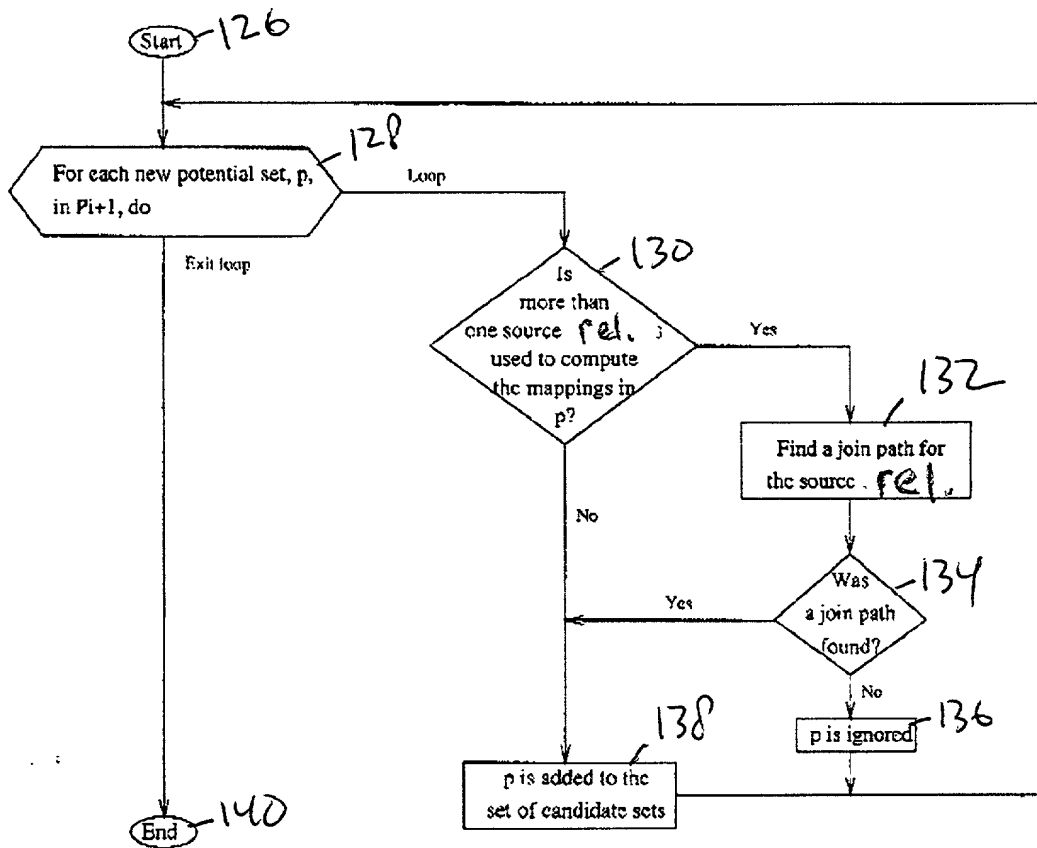 Start
126
128
For each new potential set, p,
in Pi+1, do
Loop
Exit loop
130
Is
more than
one source rel.
used to compute
the mappings in
p?
Yes
132
Find a join path for
the source rel.
No
134
Was
a join path
found?
Yes
No
136
p is ignored
138
p is added to the
set of candidate sets
End
140